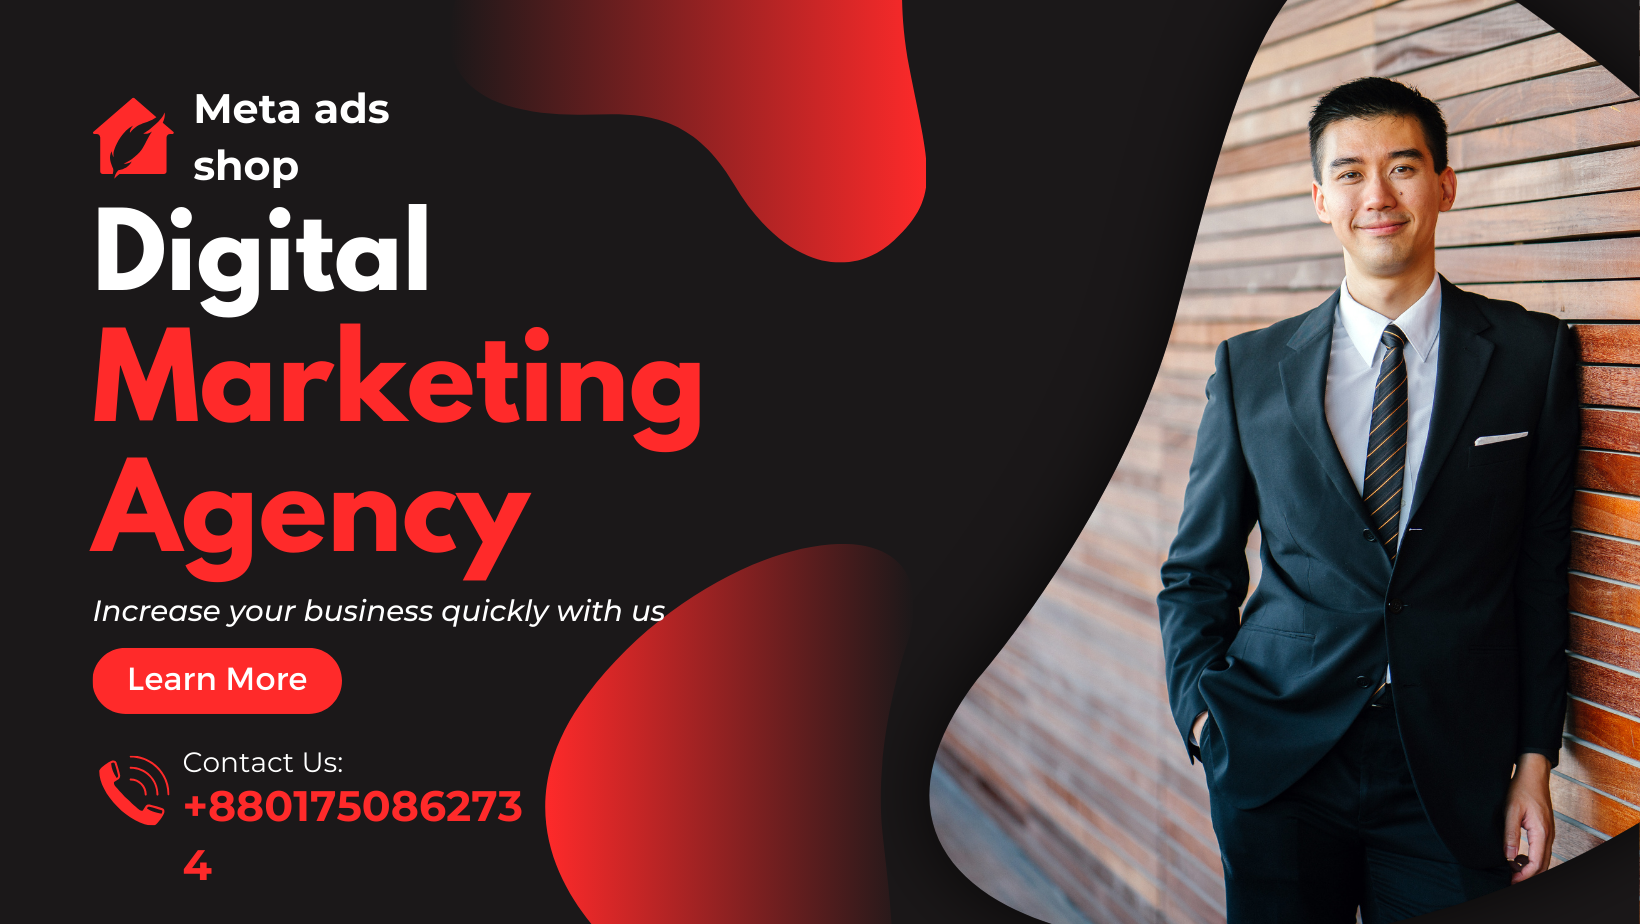 Meta ads
shop
Digital
Marketing
Agency
Increase your business quickly with us
Learn More
Contact Us:
+880175086273
4